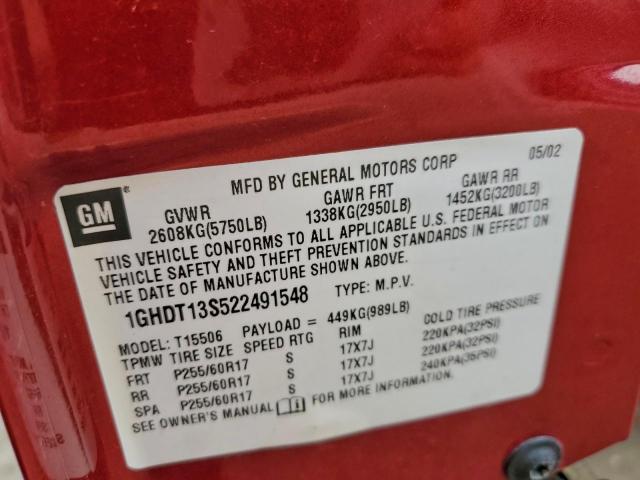 MFD BY GENERAL MOTORS CORP 05/02
GM
GVWR GAWR FRT GAWR RR
2608KG(5750LB) 1338KG(2950LB) 1452KG(3200LB)
THIS VEHICLE CONFORMS TO ALL APPLICABLE U.S. FEDERAL MOTOR
VEHICLE SAFETY AND THEFT PREVENTION STANDARDS IN EFFECT ON
THE DATE OF MANUFACTURE SHOWN ABOVE.
1GHDT13S522491548 TYPE: M.P.V.
MODEL: T15506 PAYLOAD = 449KG(989LB)
TPMW TIRE SIZE SPEED RTG RIM COLD TIRE PRESSURE
FRT P255/60R17 S 17X7J 220KPA(32PSI)
RR P255/60R17 S 17X7J 220KPA(32PSI)
SPA P255/60R17 S 17X7J 240KPA(35PSI)
SEE OWNER'S MANUAL FOR MORE INFORMATION.